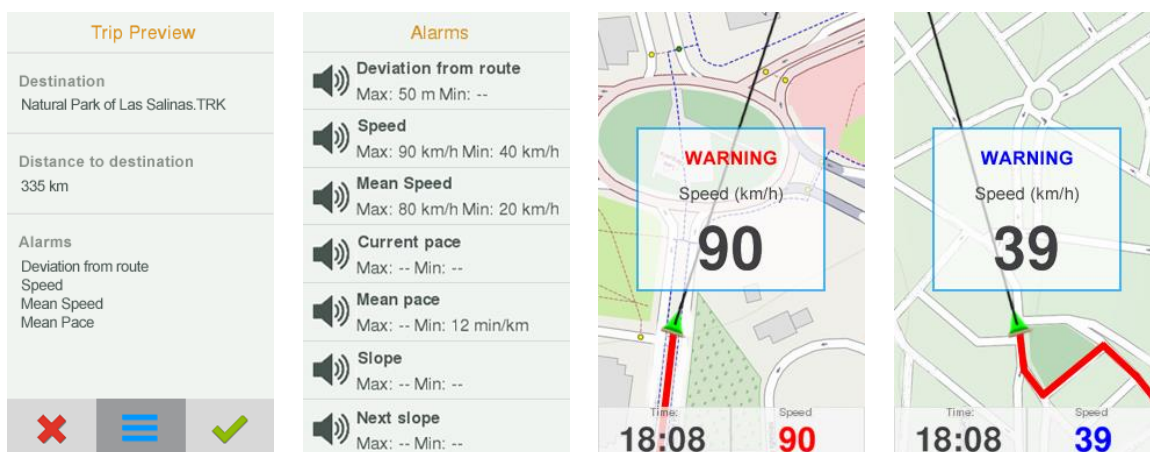 Trip Preview
Destination
Natural Park of Las Salinas.TRK
Distance to destination
335 km
Alarms
Deviation from route
Speed
Mean Speed
Mean Pace
Alarms
Deviation from route
Max: 50 m Min: --
Speed
Max: 90 km/h Min: 40 km/h
Mean Speed
Max: 80 km/h Min: 20 km/h
Current pace
Max: -- Min: --
Mean pace
Max: -- Min: 12 min/km
Slope
Max: -- Min: --
Next slope
Max: -- Min: --
WARNING
Speed (km/h)
90
Time:
18:08
Speed
90
WARNING
Speed (km/h)
39
Time:
18:08
Speed
39